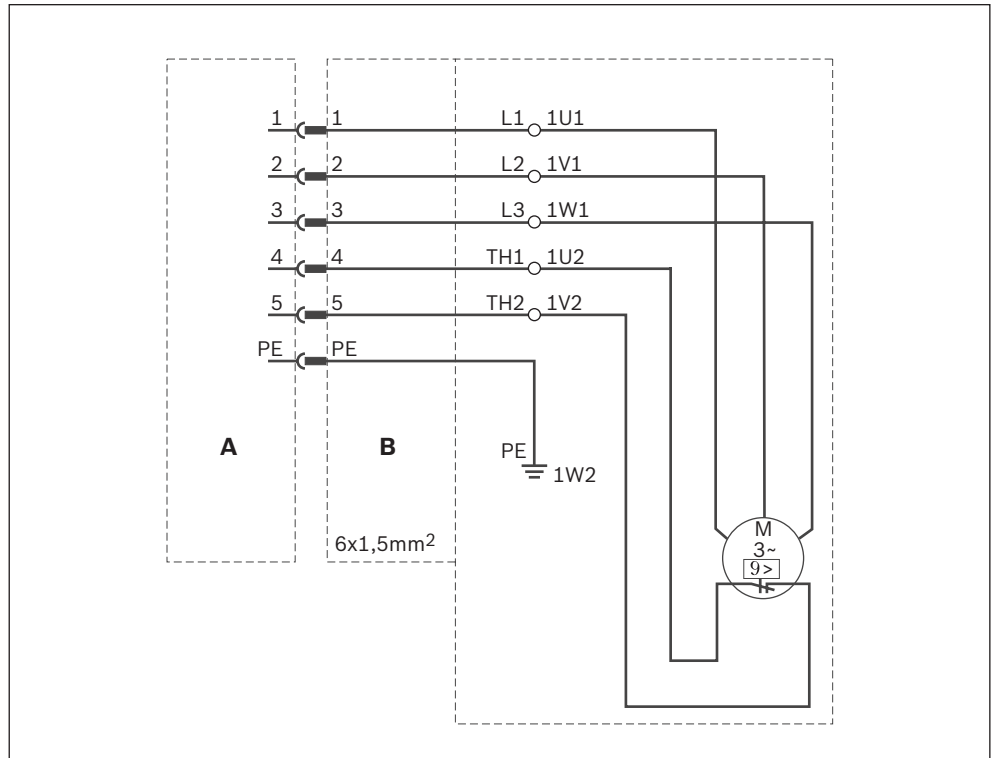 1 1 L1 1U1
2 2 L2 1V1
3 3 L3 1W1
4 4 TH1 1U2
5 5 TH2 1V2
PE PE
A B
PE
1W2
6x1,5mm2
M
3~
9>